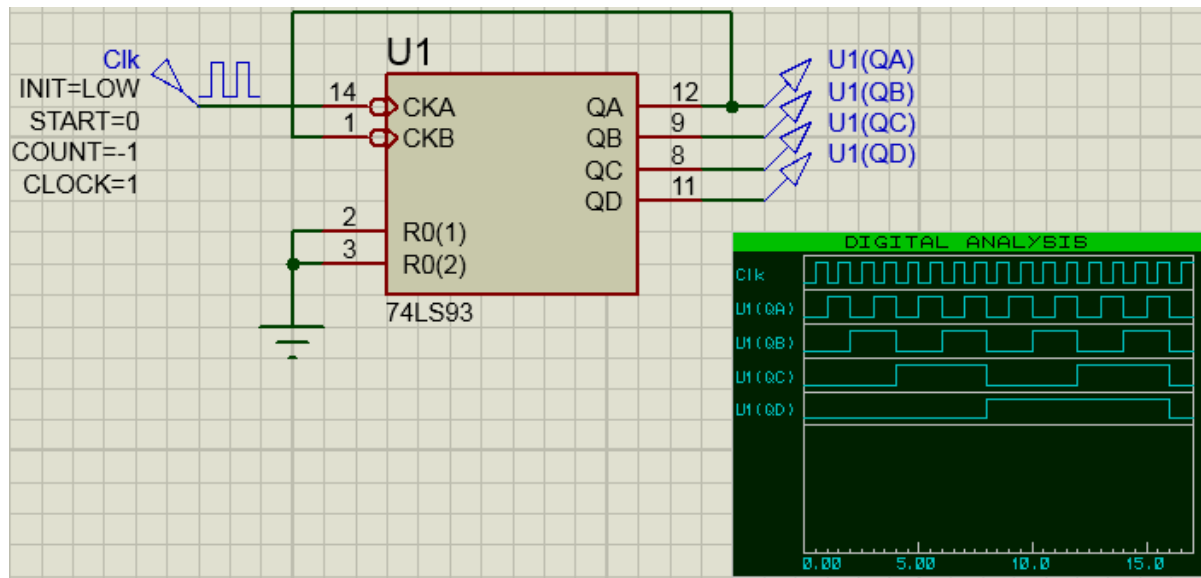 Clk
INIT=LOW
START=0
COUNT=-1
CLOCK=1
U1
14
CKA
1
CKB
2
R0(1)
3
R0(2)
QA
12
QB
9
QC
8
QD
11
74LS93
U1(QA)
U1(QB)
U1(QC)
U1(QD)
DIGITAL ANALYSIS
Clk
U1(QA)
U1(QB)
U1(QC)
U1(QD)
0.00 5.00 10.0 15.0